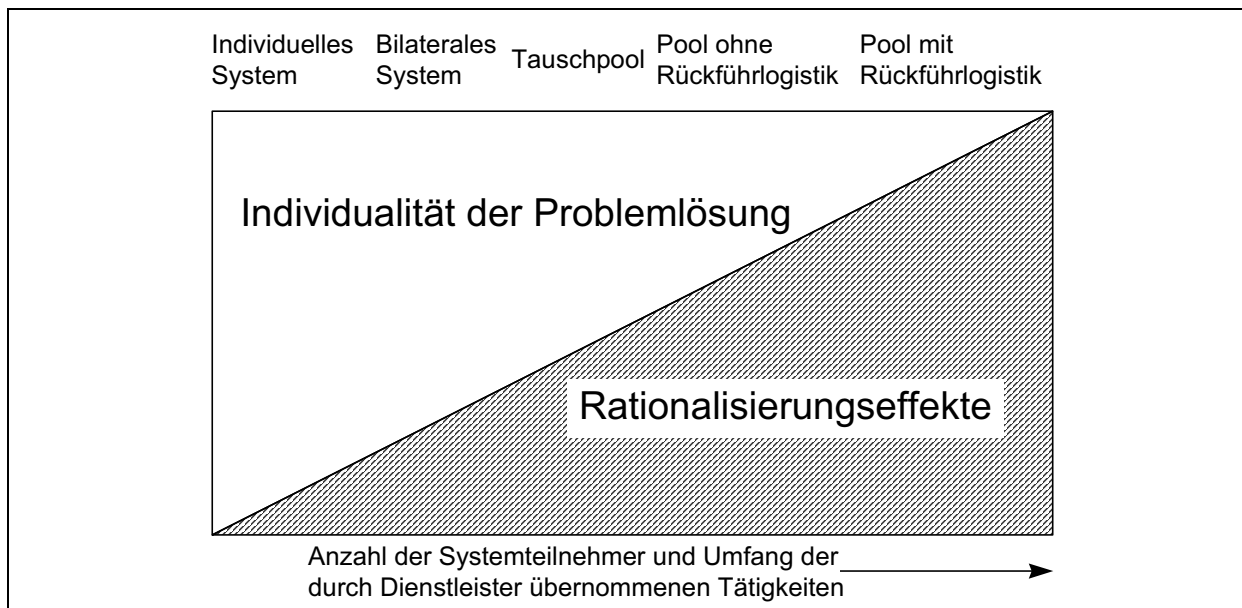 Individuelles
System
Bilaterales
System
Tauschpool
Pool ohne
Rückführlogistik
Pool mit
Rückführlogistik
Individualität der Problemlösung
Rationalisierungseffekte
Anzahl der Systemteilnehmer und Umfang der
durch Dienstleister übernommenen Tätigkeiten